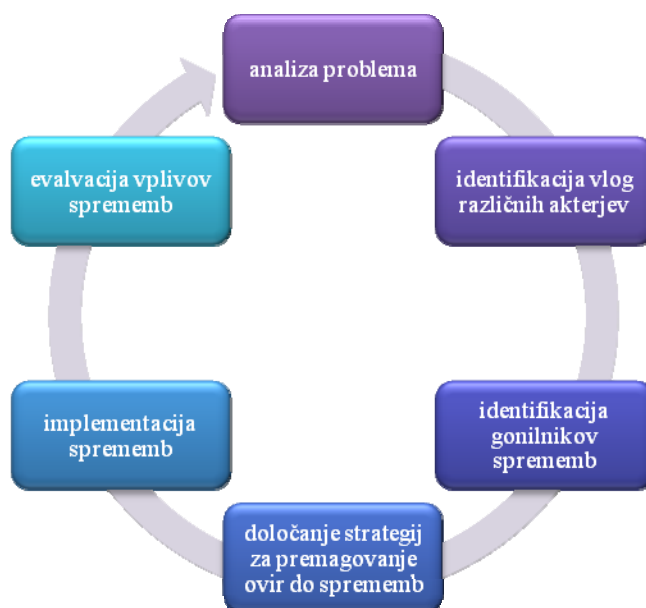 analiza problema
identifikacija vlog
različnih akterjev
identifikacija
gonilnikov
sprememb
določanje strategij
za premagovanje
ovir do sprememb
implementacija
sprememb
evalvacija vplivov
sprememb